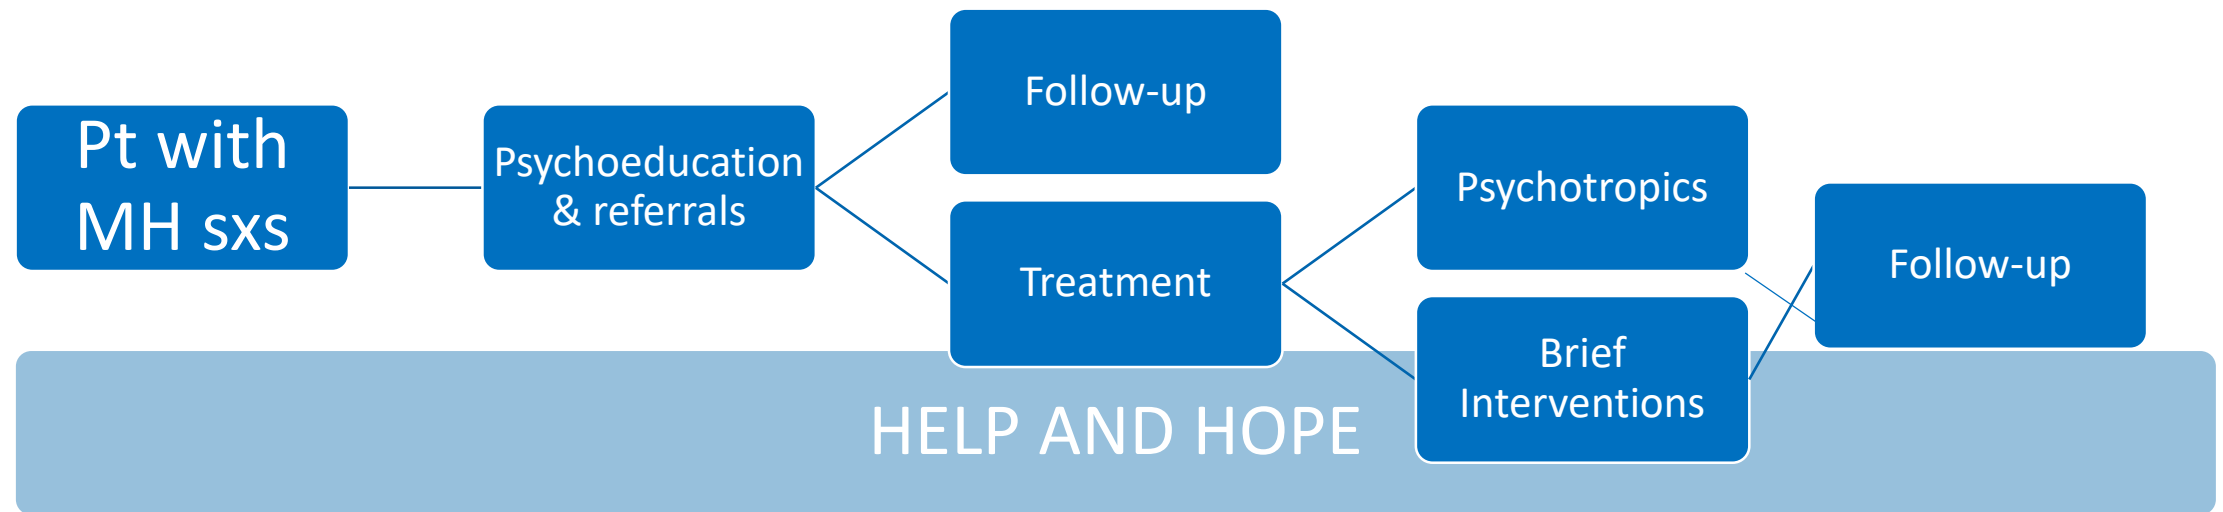 Pt with
MH sxs
Psychoeducation
& referrals
Follow-up
Treatment
Psychotropics
Brief
Interventions
Follow-up
HELP AND HOPE